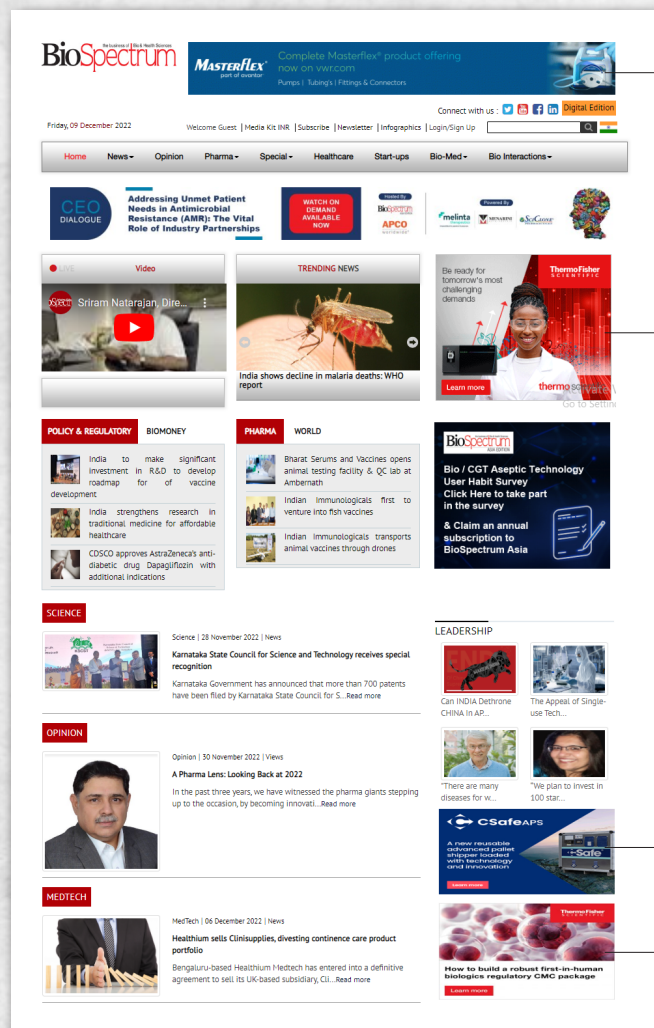 BioSpectrum
the business of Bio & Health Sciences
MASTERFLEX®
part of avantor
Complete Masterflex® product offering
now on vwr.com
Pumps | Tubing's | Fittings & Connectors
Connect with us :
Digital Edition
Friday, 09 December 2022
Welcome Guest | Media Kit INR | Subscribe | Newsletter | Infographics | Login/Sign Up
Home News Opinion Pharma Special Healthcare Start-ups Bio-Med Bio Interactions
CEO
DIALOGUE
Addressing Unmet Patient
Needs in Antimicrobial
Resistance (AMR): The Vital
Role of Industry Partnerships
WATCH ON
DEMAND
AVAILABLE
NOW
Hosted By
BioSpectrum
APCO
worldwide
Powered By
melinta
MENARINI
SciClone
LIVE
Video
Sriram Natarajan, Dire...
TRENDING NEWS
India shows decline in malaria deaths: WHO
report
Be ready for
tomorrow's most
challenging
demands
ThermoFisher
SCIENTIFIC
Learn more
thermo
Go to Settin
POLICY & REGULATORY BIOMONEY
India to make significant
investment in R&D to develop
roadmap for of vaccine
development
India strengthens research in
traditional medicine for affordable
healthcare
CDSCO approves AstraZeneca's anti-
diabetic drug Dapagliflozin with
additional indications
PHARMA WORLD
Bharat Serums and Vaccines opens
animal testing facility & QC lab at
Ambernath
Indian Immunologicals first to
venture into fish vaccines
Indian Immunologicals transports
animal vaccines through drones
BioSpectrum
ASIA EDITION
Bio / CGT Aseptic Technology
User Habit Survey
Click Here to take part
in the survey
& Claim an annual
subscription to
BioSpectrum Asia
SCIENCE
Science | 28 November 2022 | News
Karnataka State Council for Science and Technology receives special
recognition
Karnataka Government has announced that more than 700 patents
have been filed by Karnataka State Council for S...Read more
OPINION
Opinion | 30 November 2022 | Views
A Pharma Lens: Looking Back at 2022
In the past three years, we have witnessed the pharma giants stepping
up to the occasion, by becoming innovati...Read more
MEDTECH
MedTech | 06 December 2022 | News
Healthium sells Clinisupplies, divesting continence care product
portfolio
Bengaluru-based Healthium Medtech has entered into a definitive
agreement to sell its UK-based subsidiary, Cli...Read more
LEADERSHIP
Can INDIA Dethrone
CHINA In AP...
The Appeal of Single-
use Tech...
"There are many
diseases for w...
"We plan to invest in
100 star...
CSafe APS
A new reusable
advanced pallet
shipper loaded
with technology
and innovation
Learn more
CSafe
ThermoFisher
SCIENTIFIC
How to build a robust first-in-human
biologics regulatory CMC package
Learn more